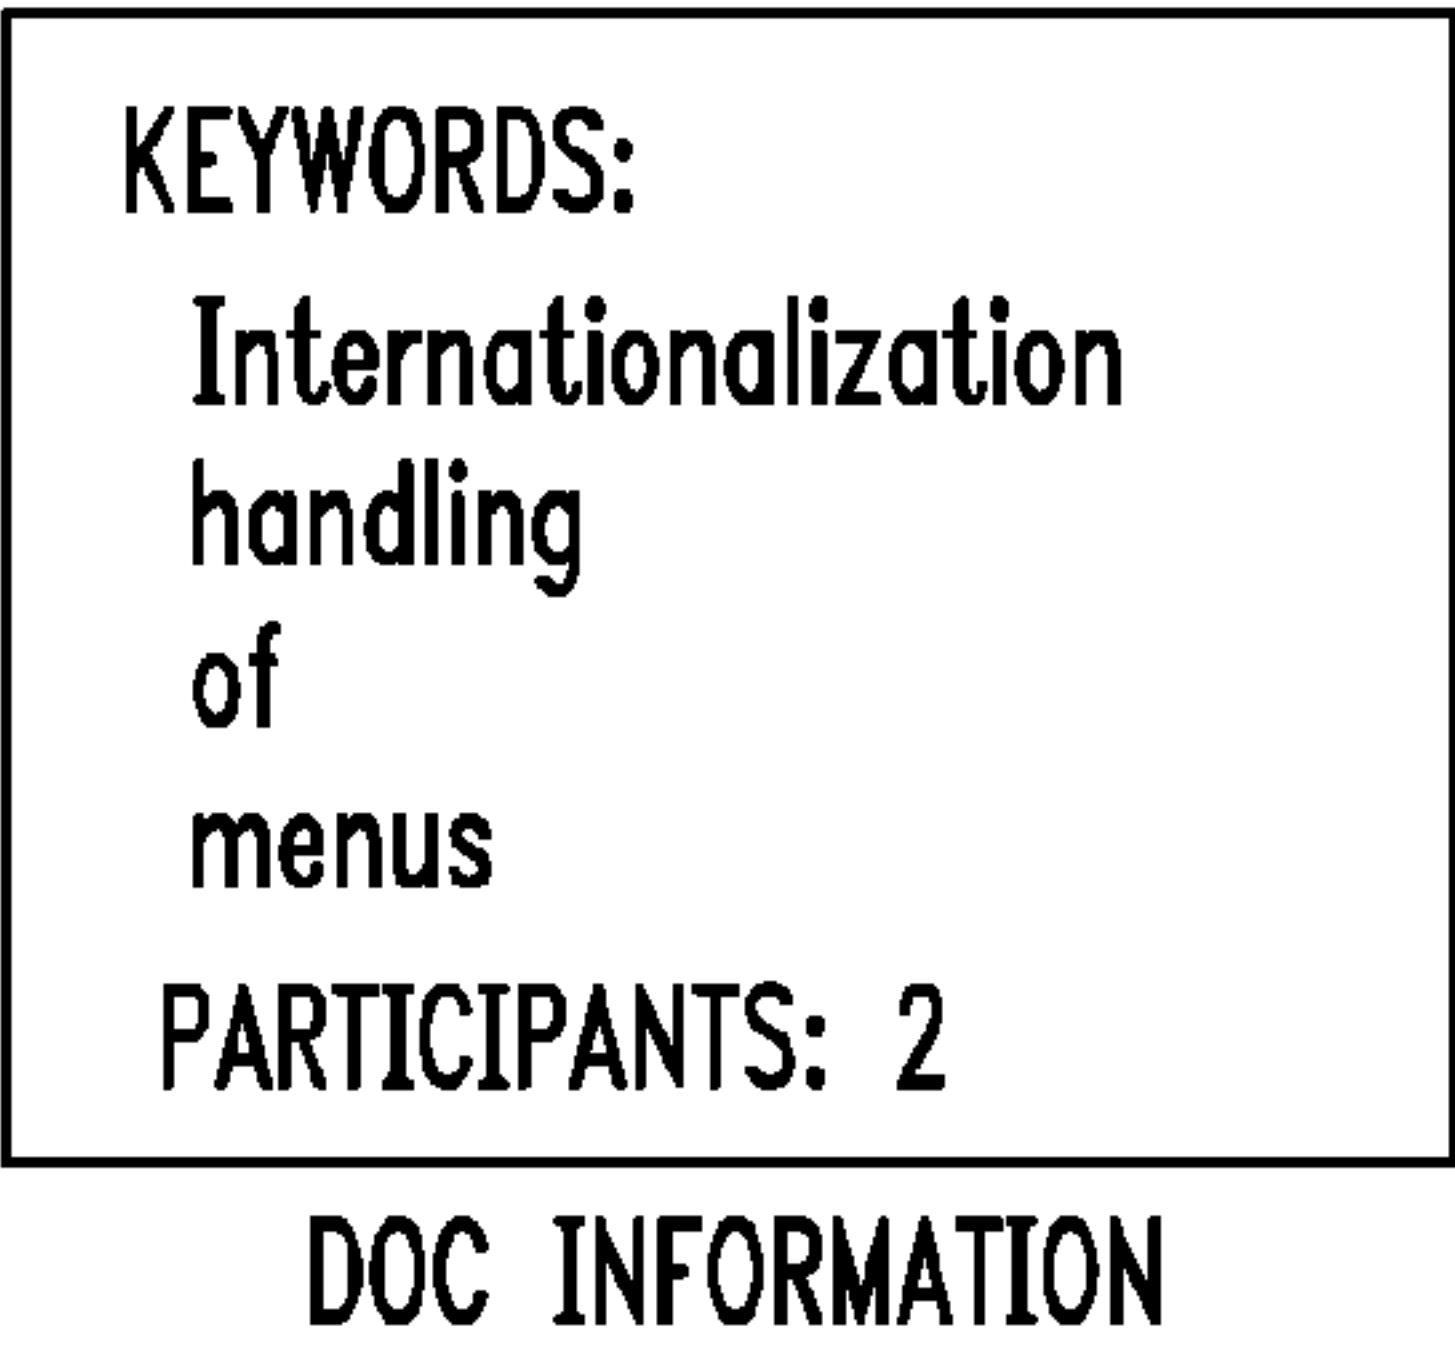 KEYWORDS:
Internationalization
handling
of
menus
PARTICIPANTS: 2
DOC INFORMATION